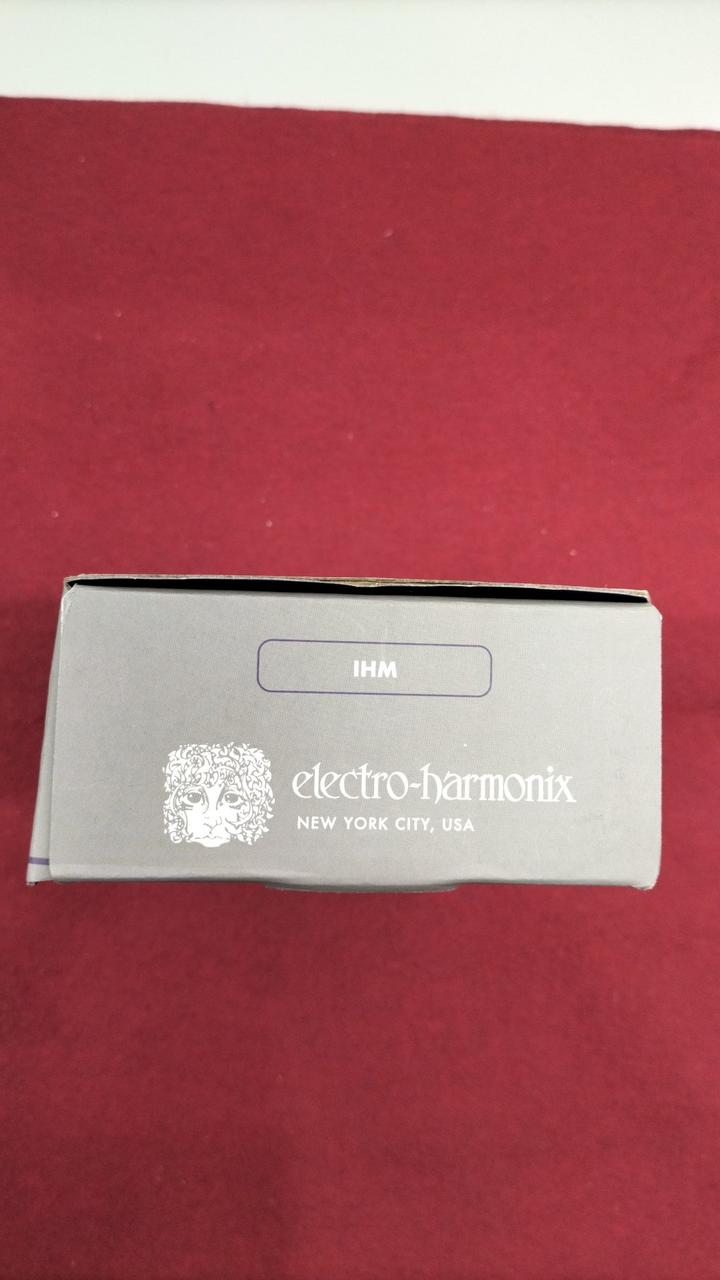 IHM
electro-harmonix
NEW YORK CITY, USA